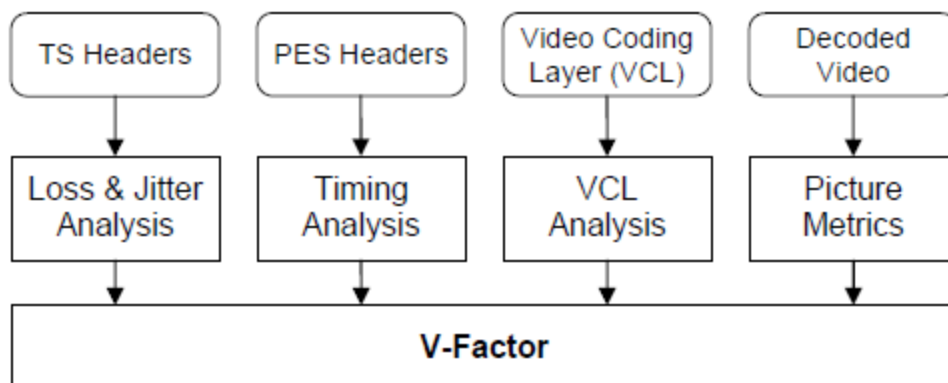 TS Headers
PES Headers
Video Coding
Layer (VCL)
Decoded
Video
Loss & Jitter
Analysis
Timing
Analysis
VCL
Analysis
Picture
Metrics
V-Factor